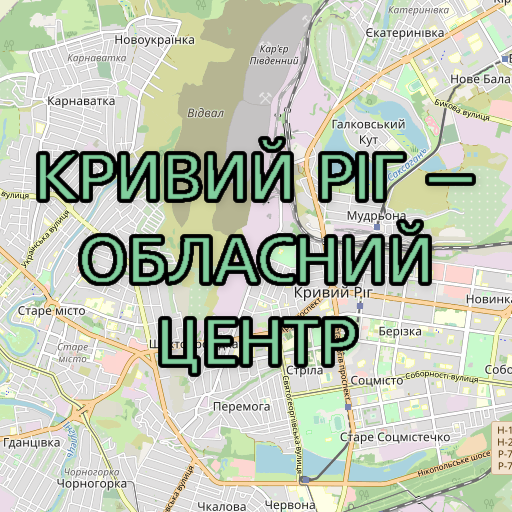 Катеринівка
Новоукраїнка
Єкатеринівка
Карнаватка
Кар'єр
Південний
Нове Бала
Карнаватка
Відвал
Бикова вулиця
Галковський
Кут
Саксагань
КРИВИЙ РІГ —
Мудрьона
Українська вулиця
ОБЛАСНИЙ
Кривий Ріг
Новинка
Старе місто
проспект
ЦЕНТР
Берізка
Старе
місто
Стріла
Соцмісто
Соборності вулиця
Собо
Святогеоргіївська вулиця
Перемога
Гданцівка
Старе Соцмістечко
Н-1
Н-2
Р-7
Р-7
Чорногорка
Чорногорка
Нікопольське шосе
Чкалова
Червона